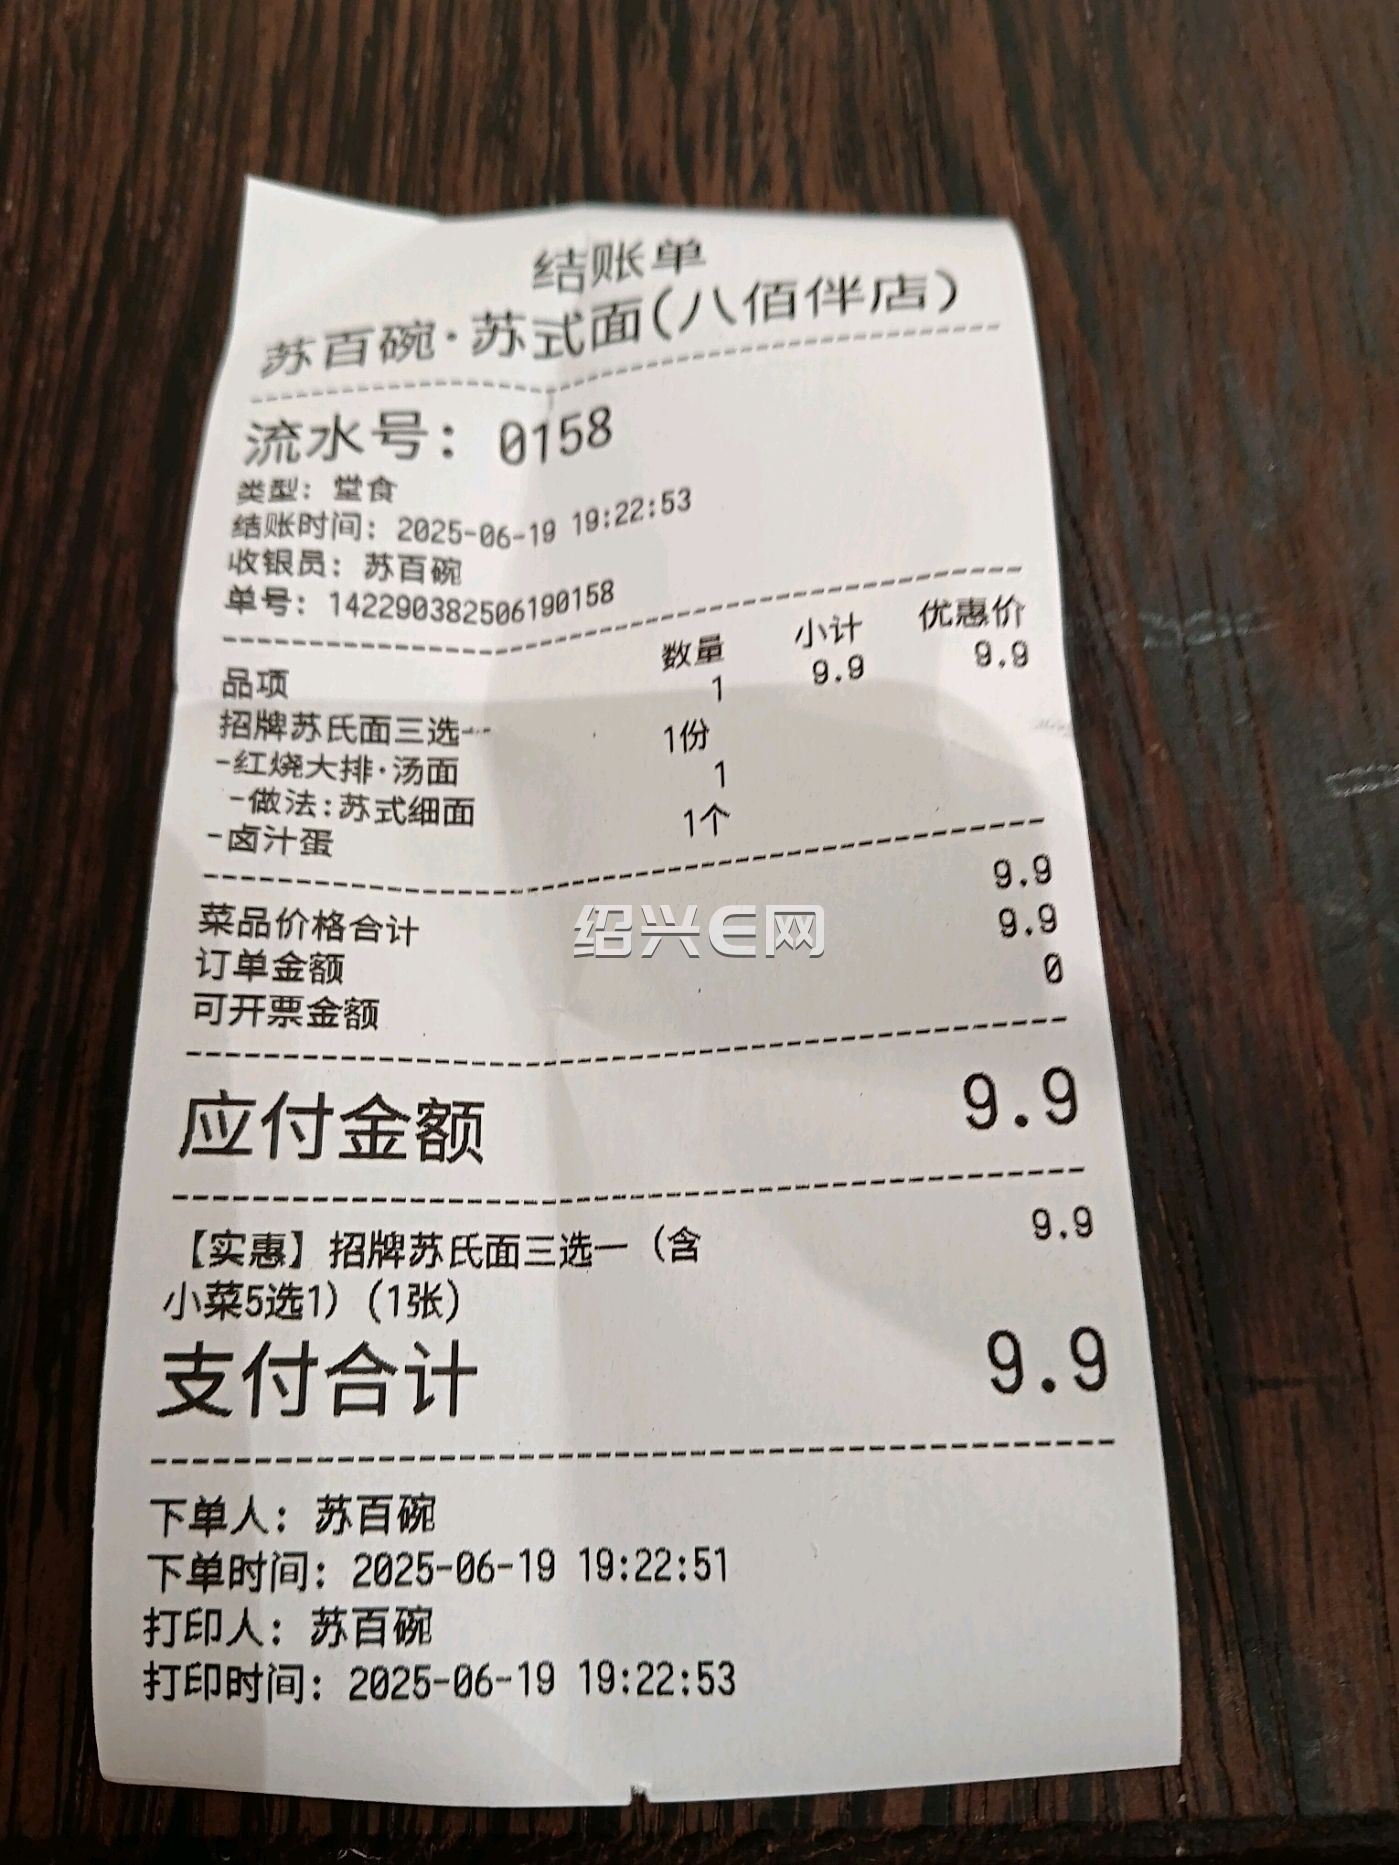 结账单
苏百碗·苏式面(八佰伴店)
流水号: 0158
类型: 堂食
结账时间: 2025-06-19 19:22:53
收银员: 苏百碗
单号: 142290382506190158
品项 数量 小计 优惠价
招牌苏氏面三选一 1 9.9 9.9
-红烧大排·汤面 1份
-做法:苏式细面 1
-卤汁蛋 1个
菜品价格合计 9.9
订单金额 9.9
可开票金额 0
应付金额 9.9
【实惠】招牌苏氏面三选一（含 9.9
小菜5选1）(1张)
支付合计 9.9
下单人: 苏百碗
下单时间: 2025-06-19 19:22:51
打印人: 苏百碗
打印时间: 2025-06-19 19:22:53
绍兴E网